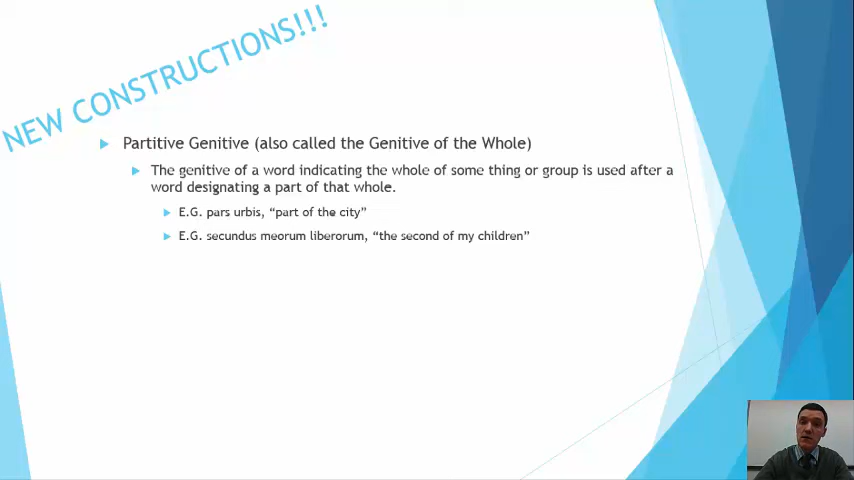 NEW CONSTRUCTIONS!!!
Partitive Genitive (also called the Genitive of the Whole)
The genitive of a word indicating the whole of some thing or group is used after a
word designating a part of that whole.
E.G. pars urbis, “part of the city”
E.G. secundus meorum liberorum, “the second of my children”